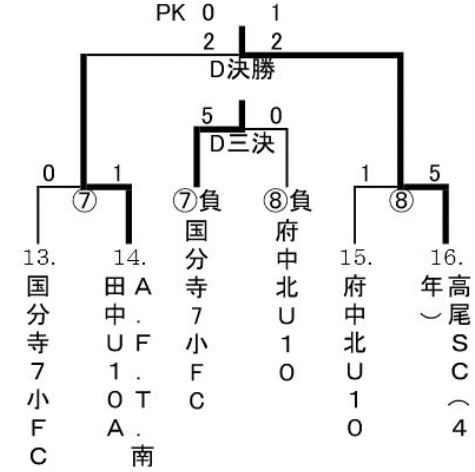 PK 0 1
2 2
D決勝
5 0
D三決
0 1
1 5
⑦
⑦負
⑧負
⑧
13.
国分寺7小FC
14.
A.F.T.南
田中U10A
国分寺7小FC
府中北U10
15.
府中北U10
16.
高尾SC(4
年)